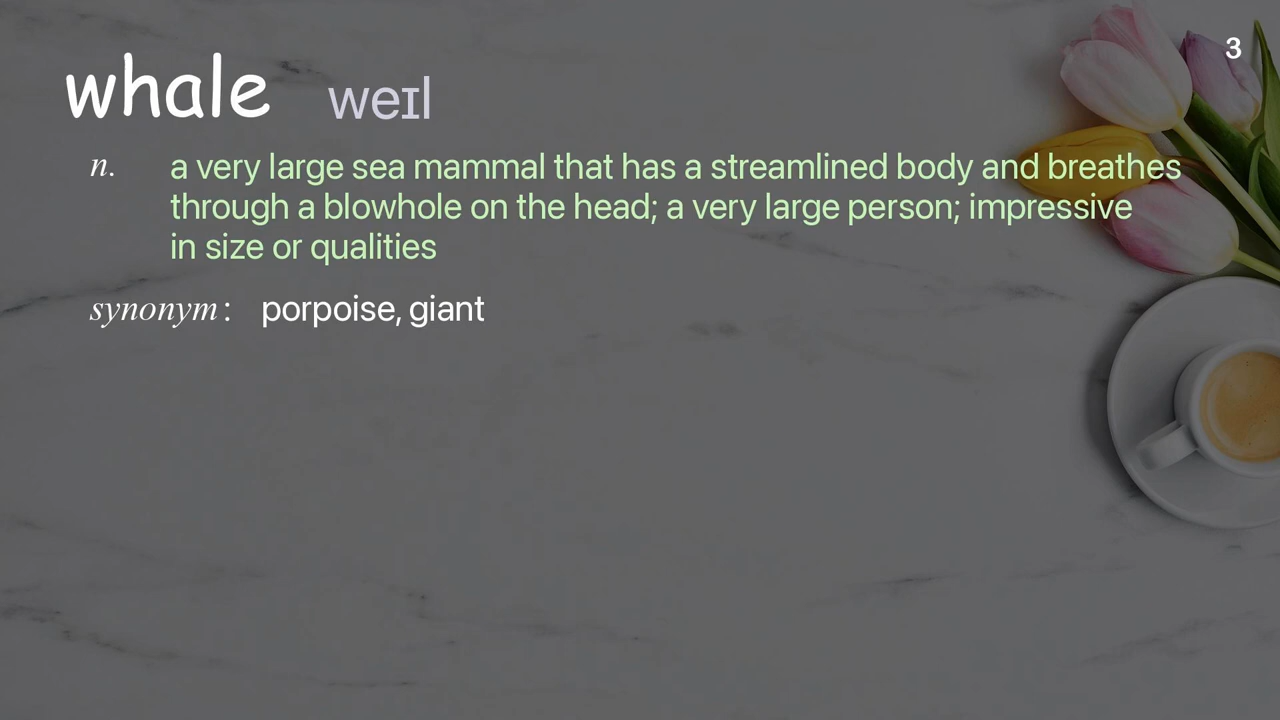 3
whale weɪl
n. a very large sea mammal that has a streamlined body and breathes
through a blowhole on the head; a very large person; impressive
in size or qualities
synonym: porpoise, giant